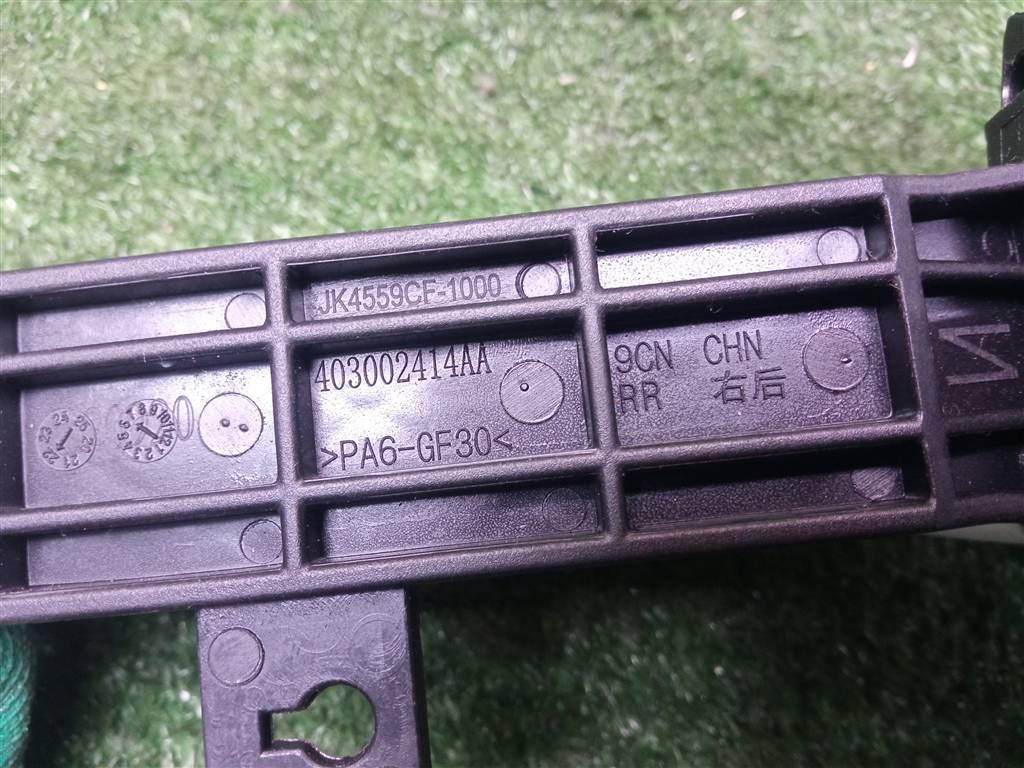 JK4559CF-1000
403002414AA
>PA6-GF30<
9CN CHN
RR 右后